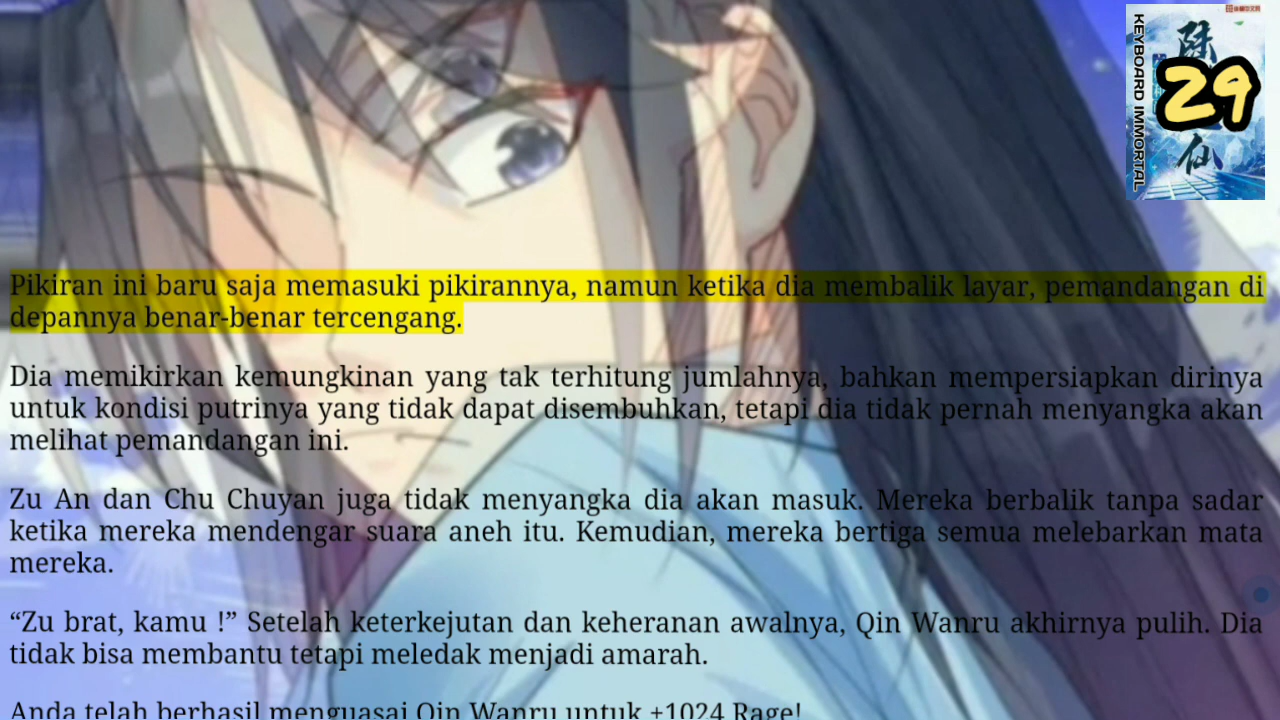 陆
KEYBOARD IMMORTAL
29
仙
Pikiran ini baru saja memasuki pikirannya, namun ketika dia membalik layar, pemandangan di
depannya benar-benar tercengang.
Dia memikirkan kemungkinan yang tak terhitung jumlahnya, bahkan mempersiapkan dirinya
untuk kondisi putrinya yang tidak dapat disembuhkan, tetapi dia tidak pernah menyangka akan
melihat pemandangan ini.
Zu An dan Chu Chuyan juga tidak menyangka dia akan masuk. Mereka berbalik tanpa sadar
ketika mereka mendengar suara aneh itu. Kemudian, mereka bertiga semua melebarkan mata
mereka.
“Zu brat, kamu !” Setelah keterkejutan dan keheranan awalnya, Qin Wanru akhirnya pulih. Dia
tidak bisa membantu tetapi meledak menjadi amarah.
Anda telah berhasil menguasai Qin Wanru untuk +1024 Rage!